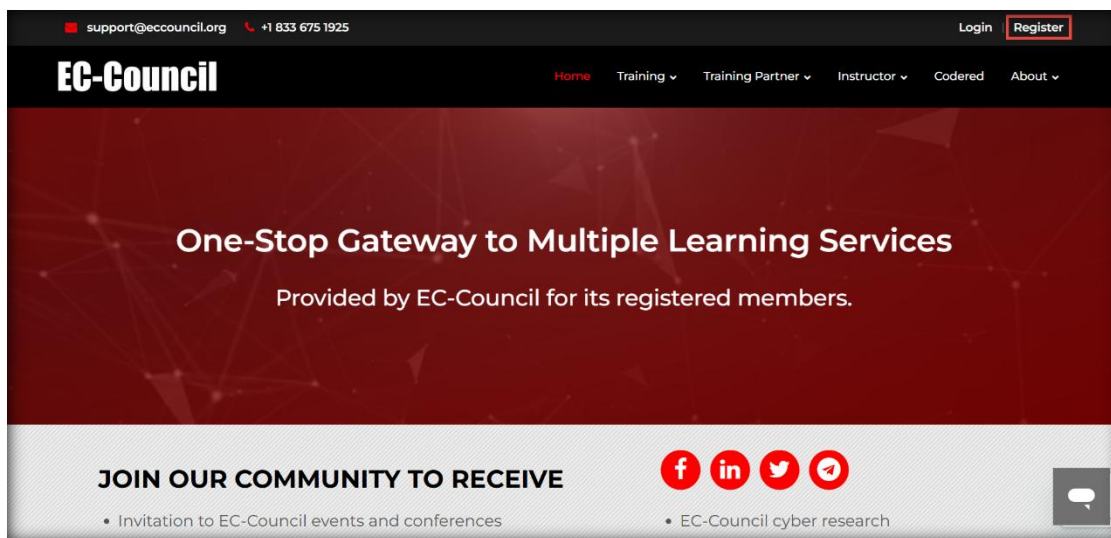 support@eccouncil.org +1 833 675 1925 Login | Register
EC-Council Home Training Training Partner Instructor Codered About
One-Stop Gateway to Multiple Learning Services
Provided by EC-Council for its registered members.
JOIN OUR COMMUNITY TO RECEIVE
• Invitation to EC-Council events and conferences
• EC-Council cyber research